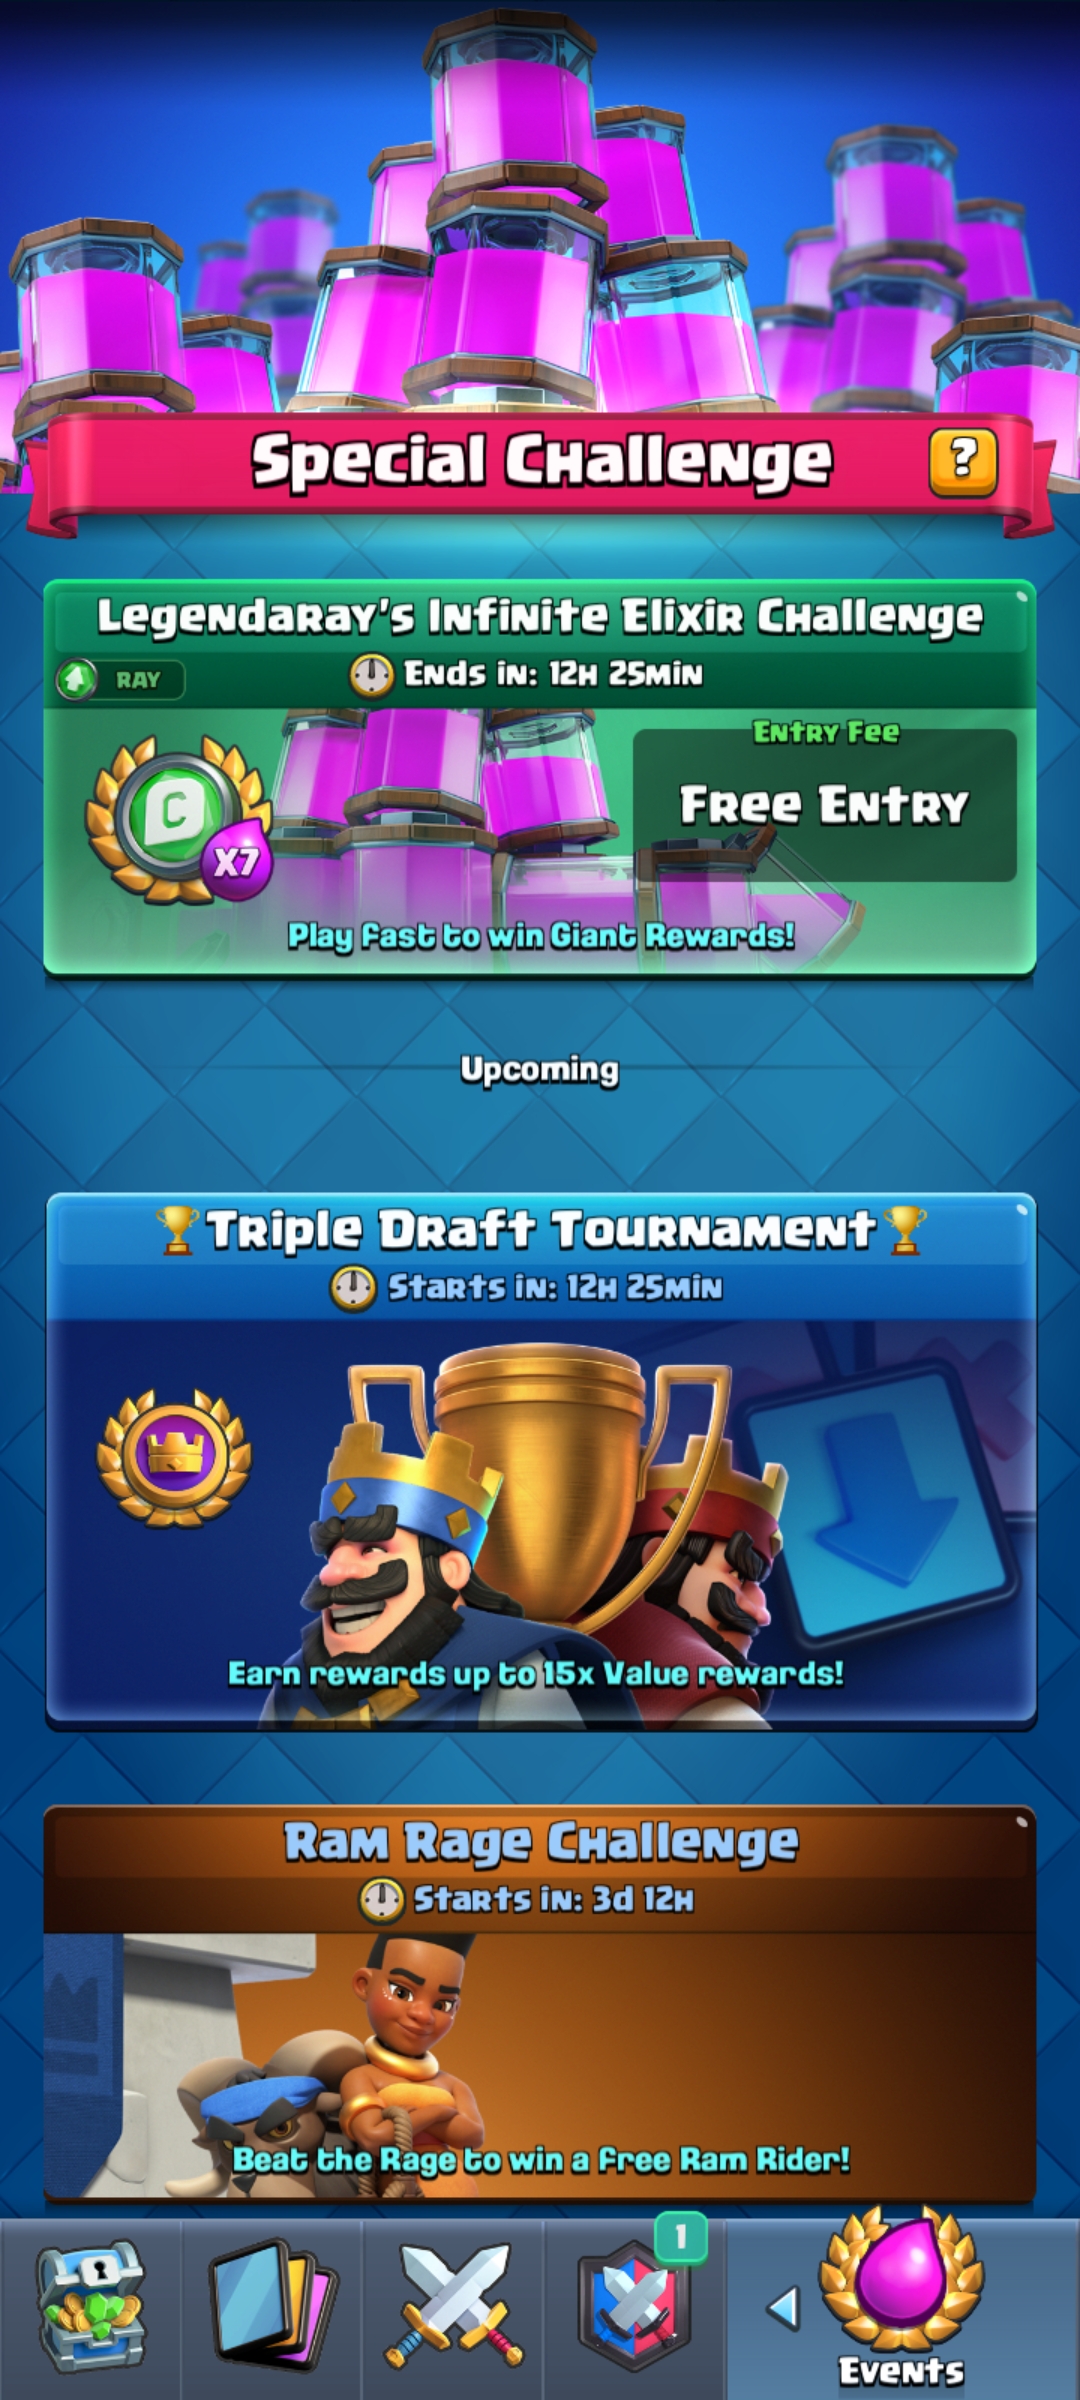 Special Challenge
?
Legendaray's Infinite Elixir Challenge
RAY
Ends in: 12h 25min
Entry Fee
Free Entry
C
X7
Play fast to win Giant Rewards!
Upcoming
🏆Triple Draft Tournament🏆
Starts in: 12h 25min
Earn rewards up to 15x Value rewards!
Ram Rage Challenge
Starts in: 3d 12h
Beat the Rage to win a free Ram Rider!
1
Events